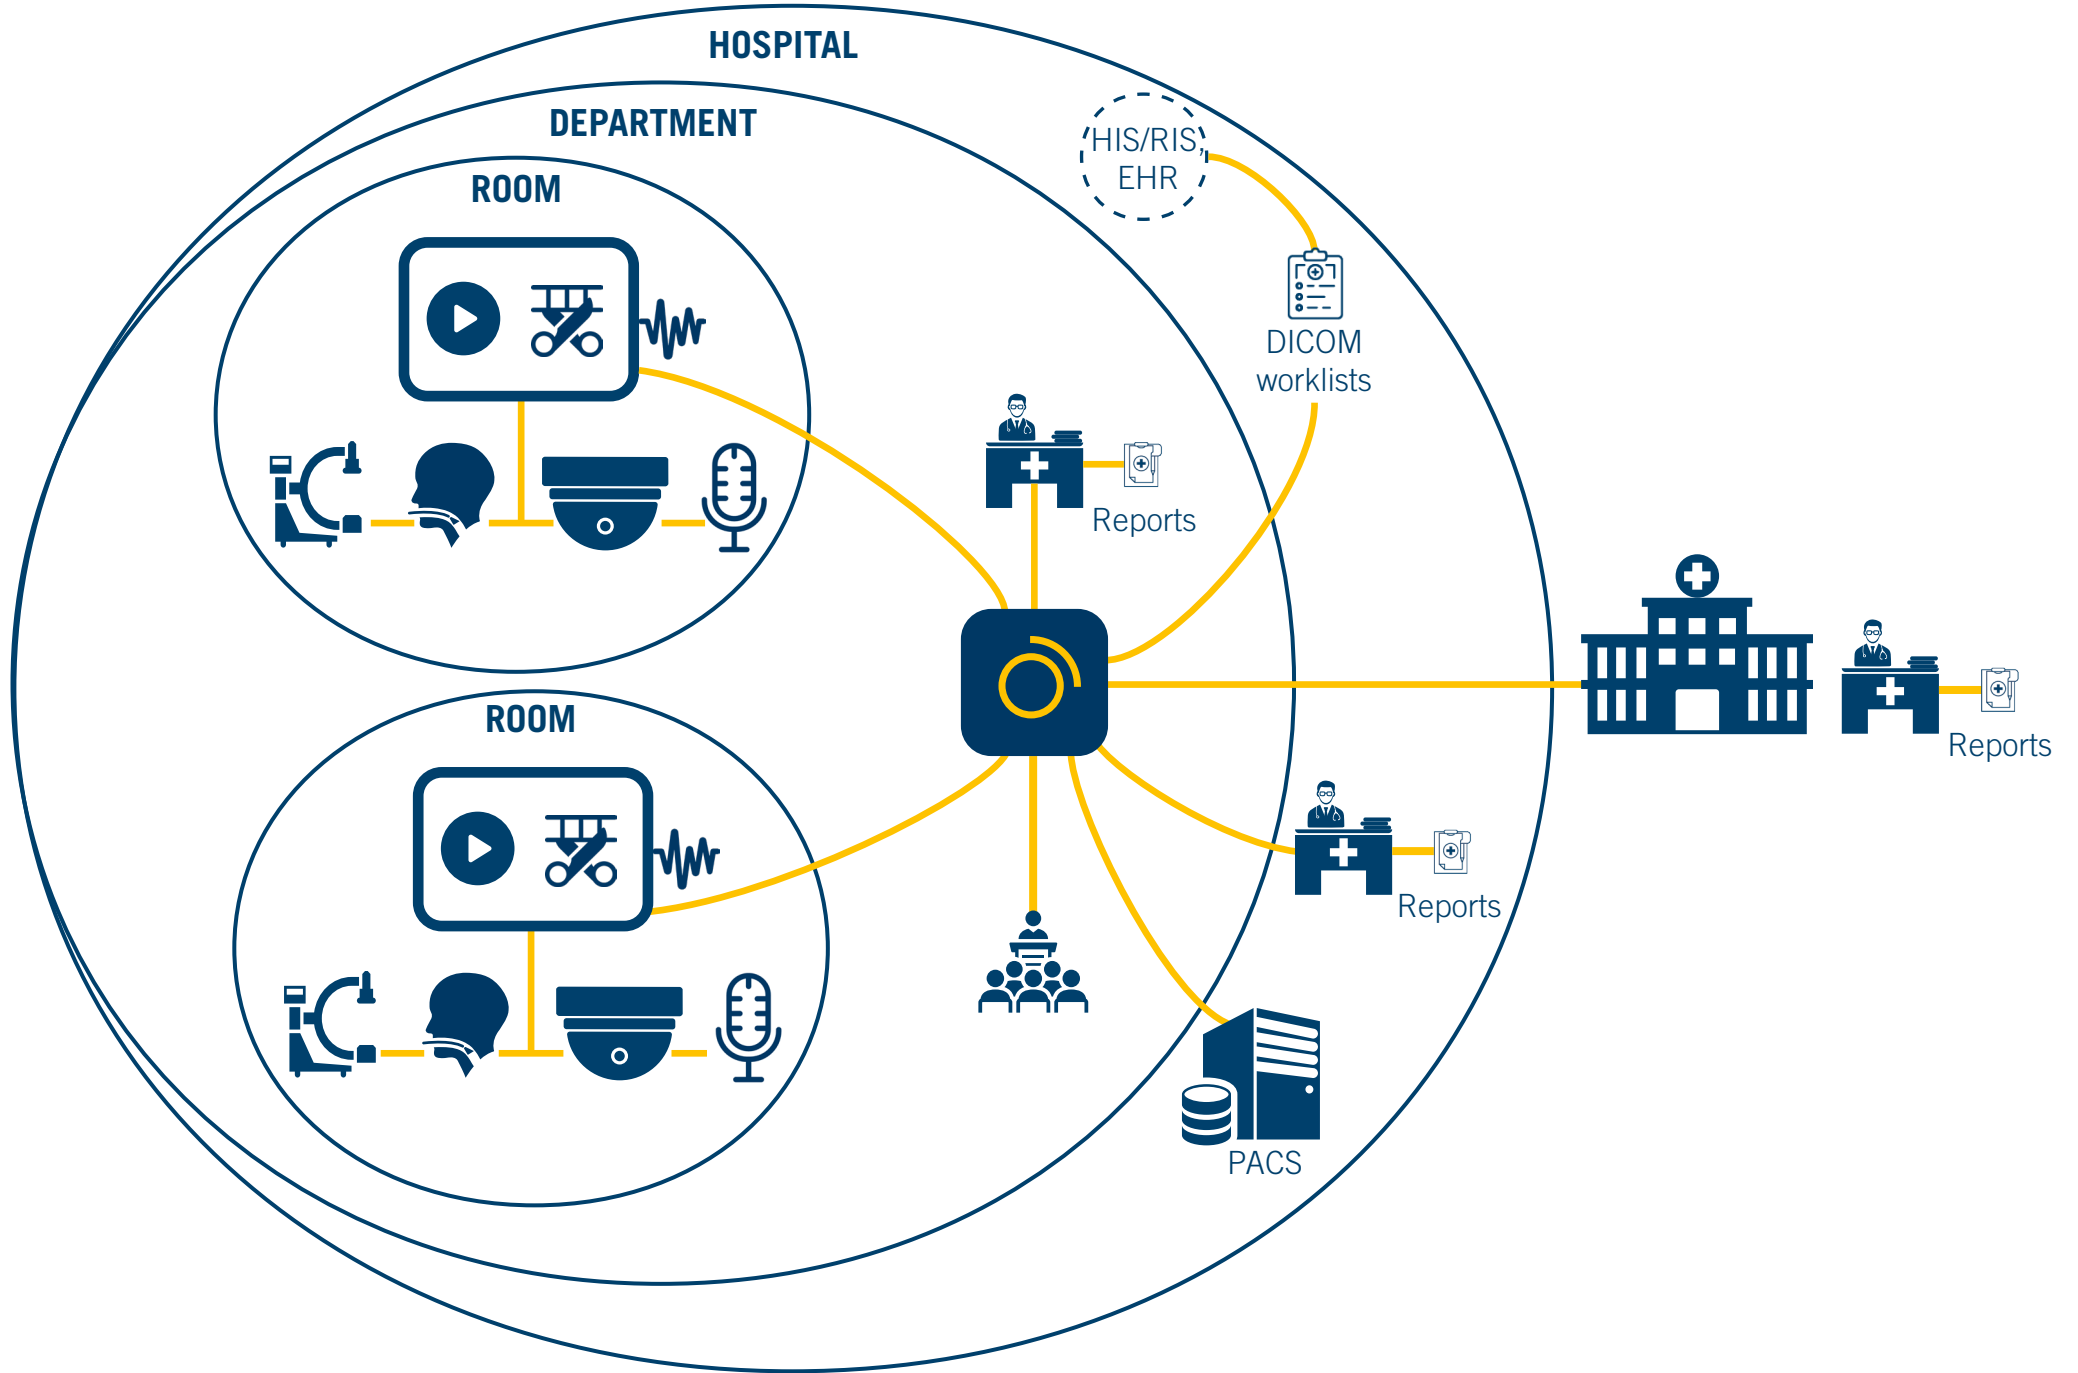 HOSPITAL
DEPARTMENT
ROOM
HIS/RIS,
EHR
DICOM
worklists
Reports
ROOM
Reports
Reports
PACS